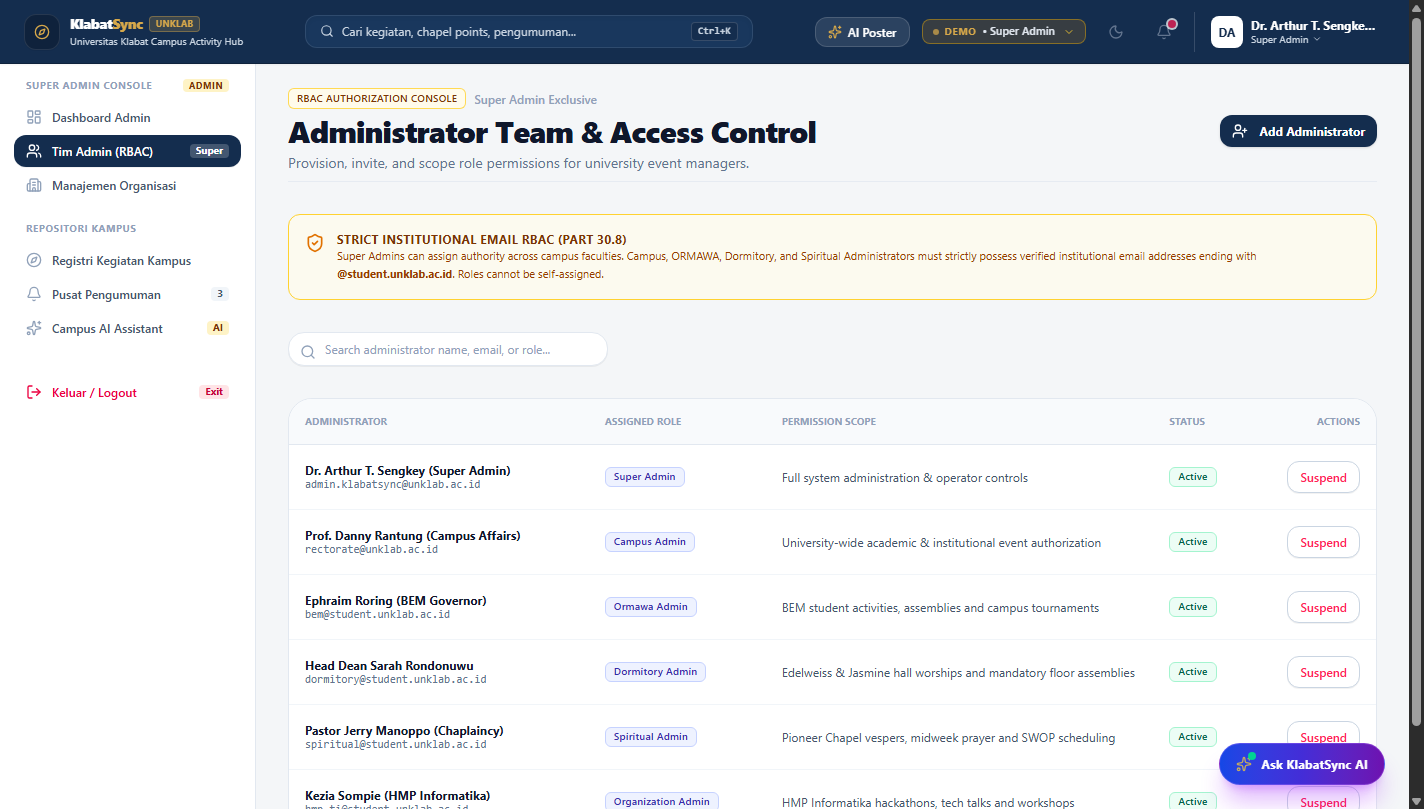 KlabatSync UNKLAB
Universitas Klabat Campus Activity Hub
Cari kegiatan, chapel points, pengumuman... Ctrl+K
AI Poster
DEMO • Super Admin
DA
Dr. Arthur T. Sengke...
Super Admin
SUPER ADMIN CONSOLE ADMIN
Dashboard Admin
Tim Admin (RBAC) Super
Manajemen Organisasi
REPOSITORI KAMPUS
Registri Kegiatan Kampus
Pusat Pengumuman 3
Campus AI Assistant AI
Keluar / Logout Exit
RBAC AUTHORIZATION CONSOLE Super Admin Exclusive
Administrator Team & Access Control
Provision, invite, and scope role permissions for university event managers.
Add Administrator
STRICT INSTITUTIONAL EMAIL RBAC (PART 30.8)
Super Admins can assign authority across campus faculties. Campus, ORMAWA, Dormitory, and Spiritual Administrators must strictly possess verified institutional email addresses ending with
@student.unklab.ac.id. Roles cannot be self-assigned.
Search administrator name, email, or role...
ADMINISTRATOR ASSIGNED ROLE PERMISSION SCOPE STATUS ACTIONS
Dr. Arthur T. Sengkey (Super Admin)
admin.klabatsync@unklab.ac.id
Super Admin Full system administration & operator controls Active Suspend
Prof. Danny Rantung (Campus Affairs)
rectorate@unklab.ac.id
Campus Admin University-wide academic & institutional event authorization Active Suspend
Ephraim Roring (BEM Governor)
bem@student.unklab.ac.id
Ormawa Admin BEM student activities, assemblies and campus tournaments Active Suspend
Head Dean Sarah Rondonuwu
dormitory@student.unklab.ac.id
Dormitory Admin Edelweiss & Jasmine hall worships and mandatory floor assemblies Active Suspend
Pastor Jerry Manoppo (Chaplaincy)
spiritual@student.unklab.ac.id
Spiritual Admin Pioneer Chapel vespers, midweek prayer and SWOP scheduling Active Suspend
Ask KlabatSync AI
Kezia Sompie (HMP Informatika)
hmp.ti@student.unklab.ac.id
Organization Admin HMP Informatika hackathons, tech talks and workshops Active Suspend